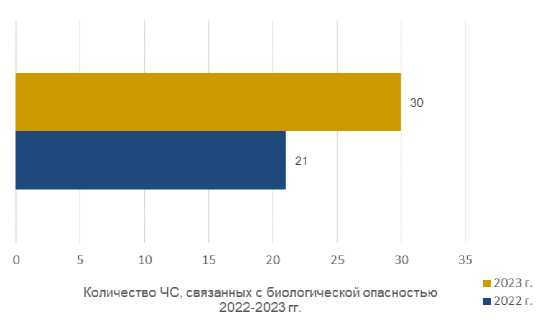 30
21
0 5 10 15 20 25 30 35
Количество ЧС, связанных с биологической опасностью
2022-2023 гг.
2023 г.
2022 г.